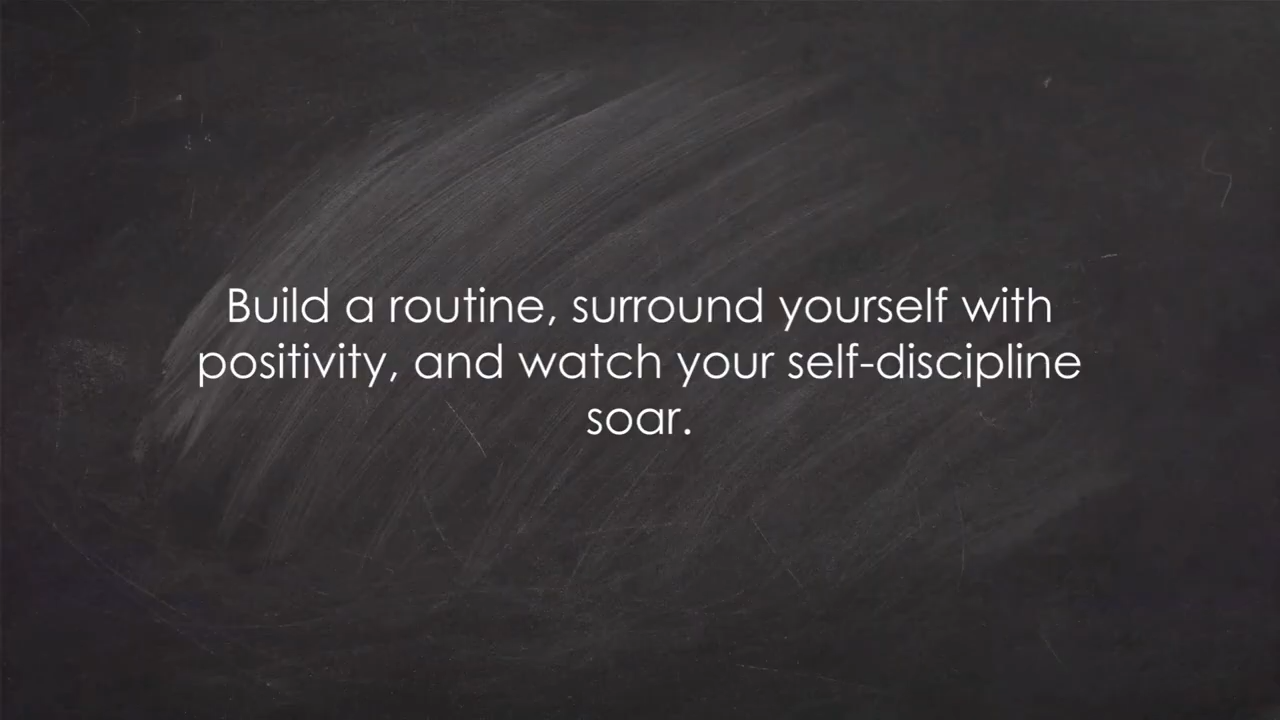 Build a routine, surround yourself with
positivity, and watch your self-discipline
soar.